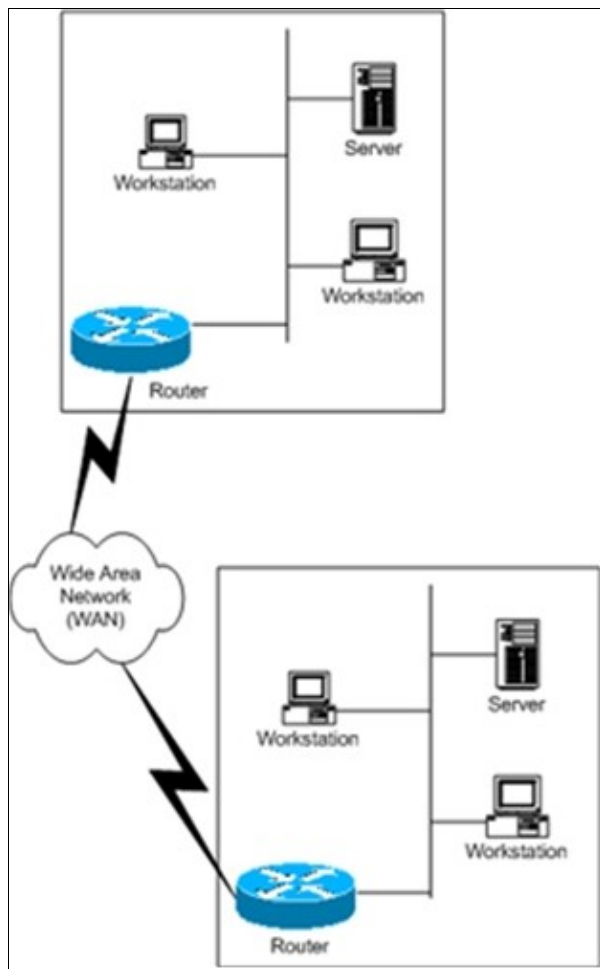 Server
Workstation
Workstation
Router
Wide Area
Network
(WAN)
Server
Workstation
Workstation
Router